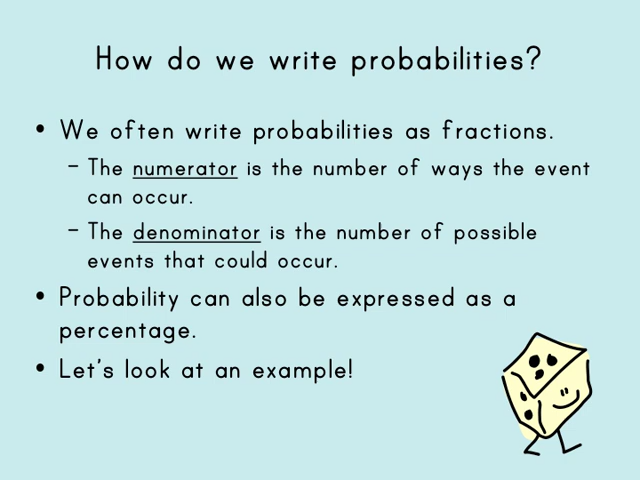 How do we write probabilities?
• We often write probabilities as fractions.
– The numerator is the number of ways the event
can occur.
– The denominator is the number of possible
events that could occur.
• Probability can also be expressed as a
percentage.
• Let's look at an example!